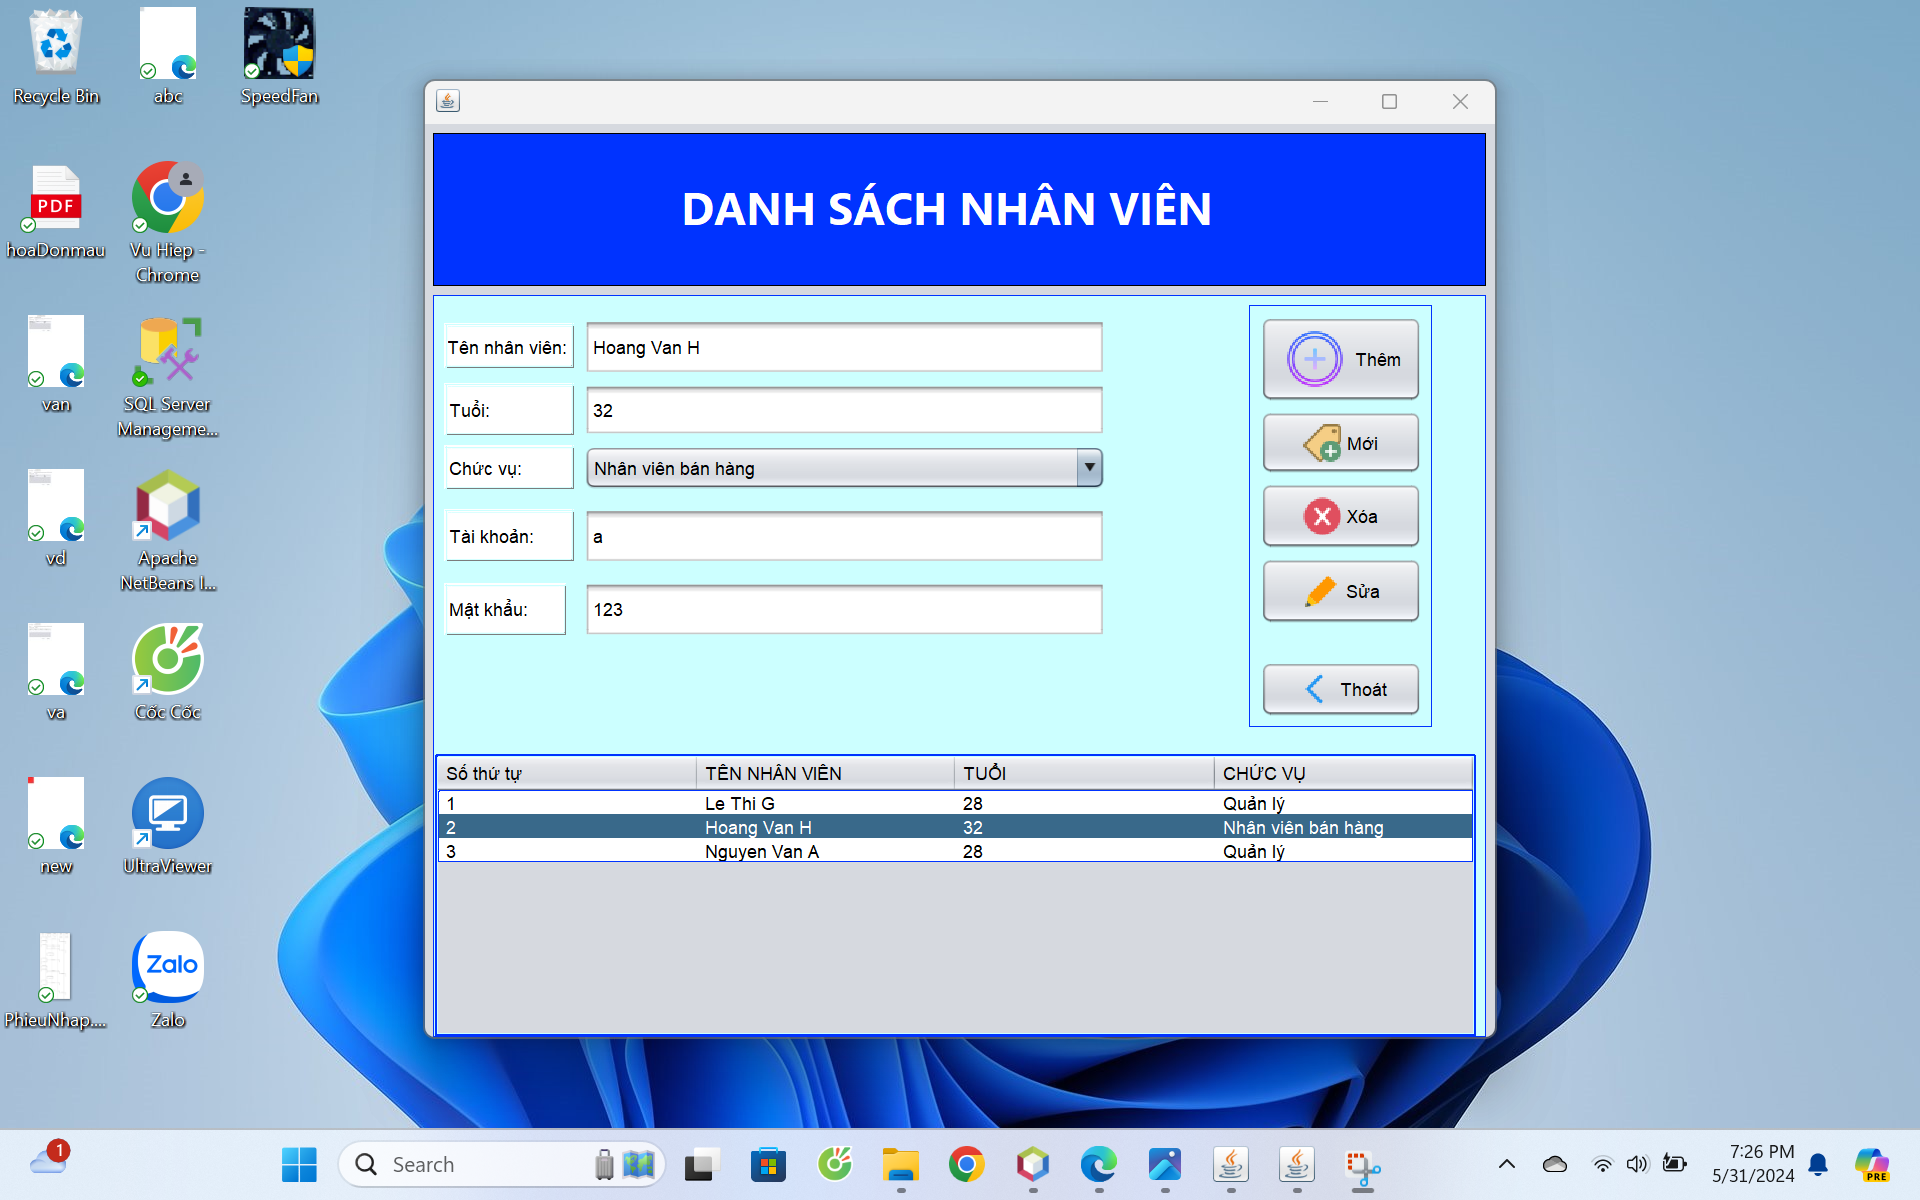 Recycle Bin
abc
SpeedFan
PDF
hoaDonmau
Vu Hiep -
Chrome
van
SQL Server
Manageme...
vd
Apache
NetBeans I...
va
Cốc Cốc
new
UltraViewer
PhieuNhap....
Zalo
Zalo
DANH SÁCH NHÂN VIÊN
Tên nhân viên:
Hoang Van H
Tuổi:
32
Chức vụ:
Nhân viên bán hàng
Tài khoản:
a
Mật khẩu:
123
Thêm
Mới
Xóa
Sửa
Thoát
Số thứ tự TÊN NHÂN VIÊN TUỔI CHỨC VỤ
1 Le Thi G 28 Quản lý
2 Hoang Van H 32 Nhân viên bán hàng
3 Nguyen Van A 28 Quản lý
1
Search
7:26 PM
5/31/2024
PRE